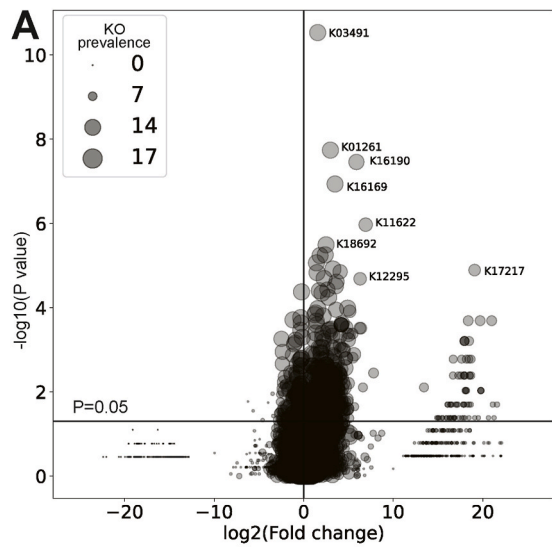 A
KO
prevalence
0
7
14
17
K03491
K01261
K16190
K16169
K11622
K18692
K12295
K17217
P=0.05
10
8
6
4
2
0
-log10(P value)
−20
−10
0
10
20
log2(Fold change)